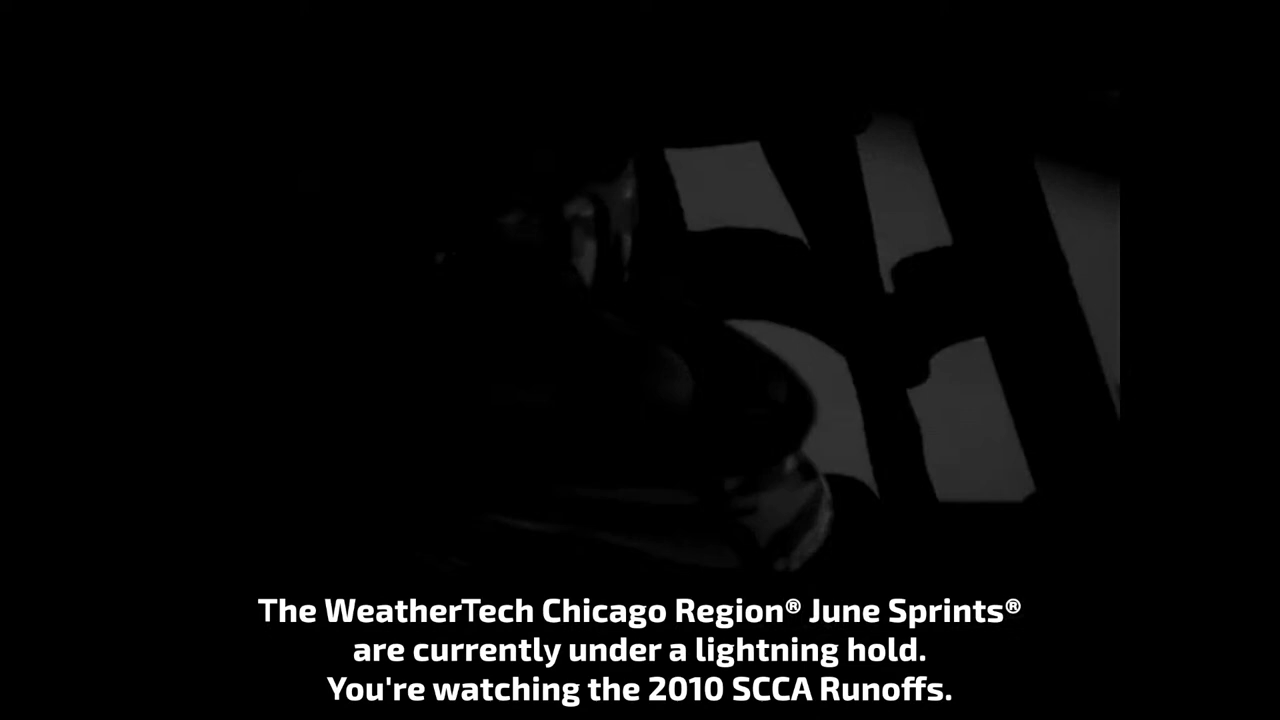 The WeatherTech Chicago Region® June Sprints®
are currently under a lightning hold.
You're watching the 2010 SCCA Runoffs.